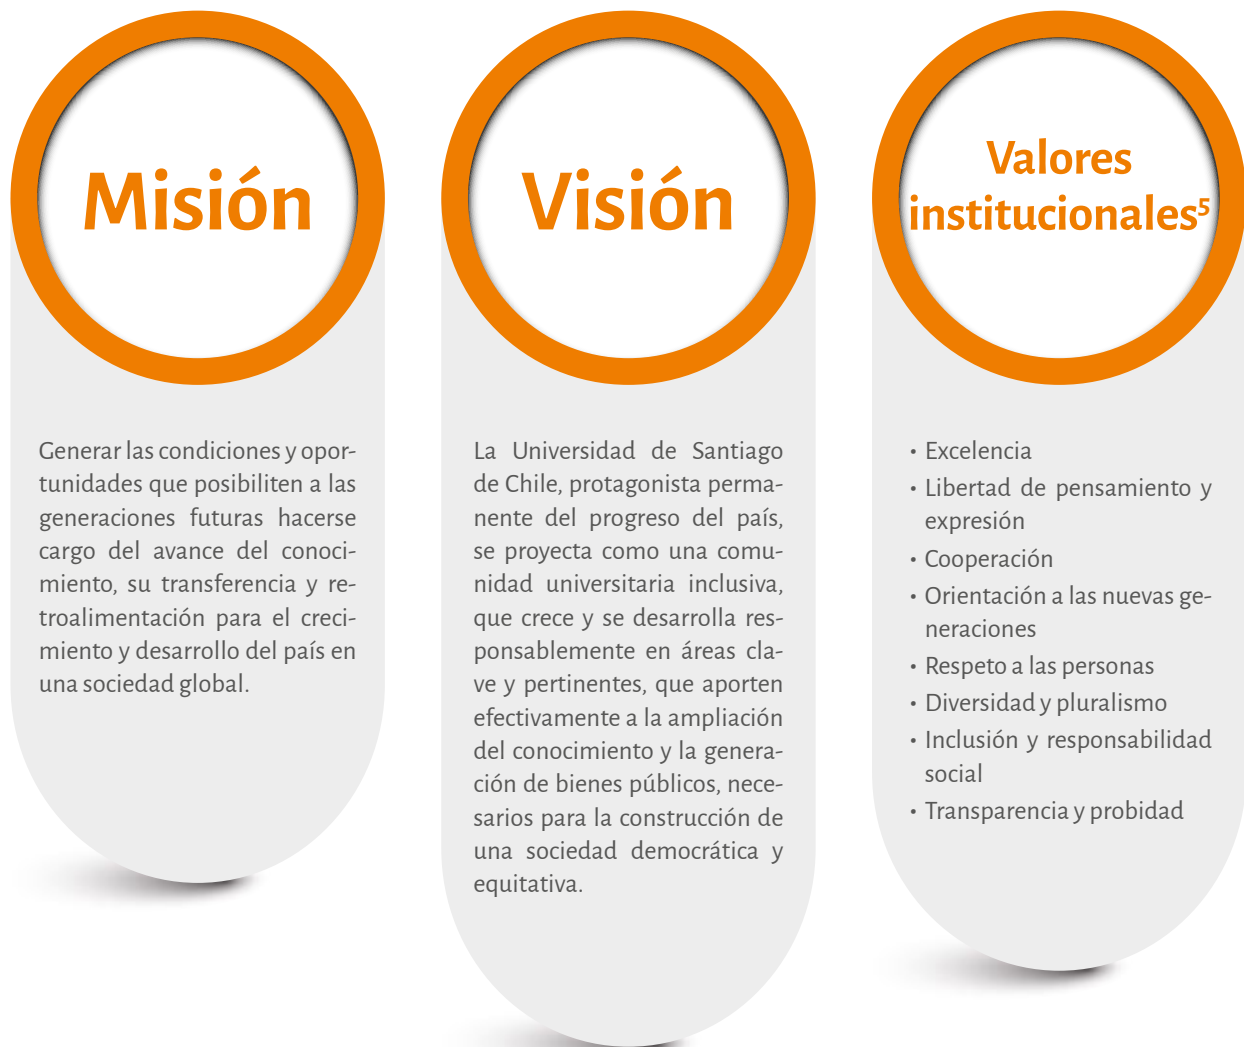 Misión
Generar las condiciones y opor-
tunidades que posibiliten a las
generaciones futuras hacerse
cargo del avance del conoci-
miento, su transferencia y re-
troalimentación para el creci-
miento y desarrollo del país en
una sociedad global.
Visión
La Universidad de Santiago
de Chile, protagonista perma-
nente del progreso del país,
se proyecta como una comu-
nidad universitaria inclusiva,
que crece y se desarrolla res-
ponsablemente en áreas cla-
ve y pertinentes, que aporten
efectivamente a la ampliación
del conocimiento y la genera-
ción de bienes públicos, nece-
sarios para la construcción de
una sociedad democrática y
equitativa.
Valores
institucionales⁵
• Excelencia
• Libertad de pensamiento y
expresión
• Cooperación
• Orientación a las nuevas ge-
neraciones
• Respeto a las personas
• Diversidad y pluralismo
• Inclusión y responsabilidad
social
• Transparencia y probidad